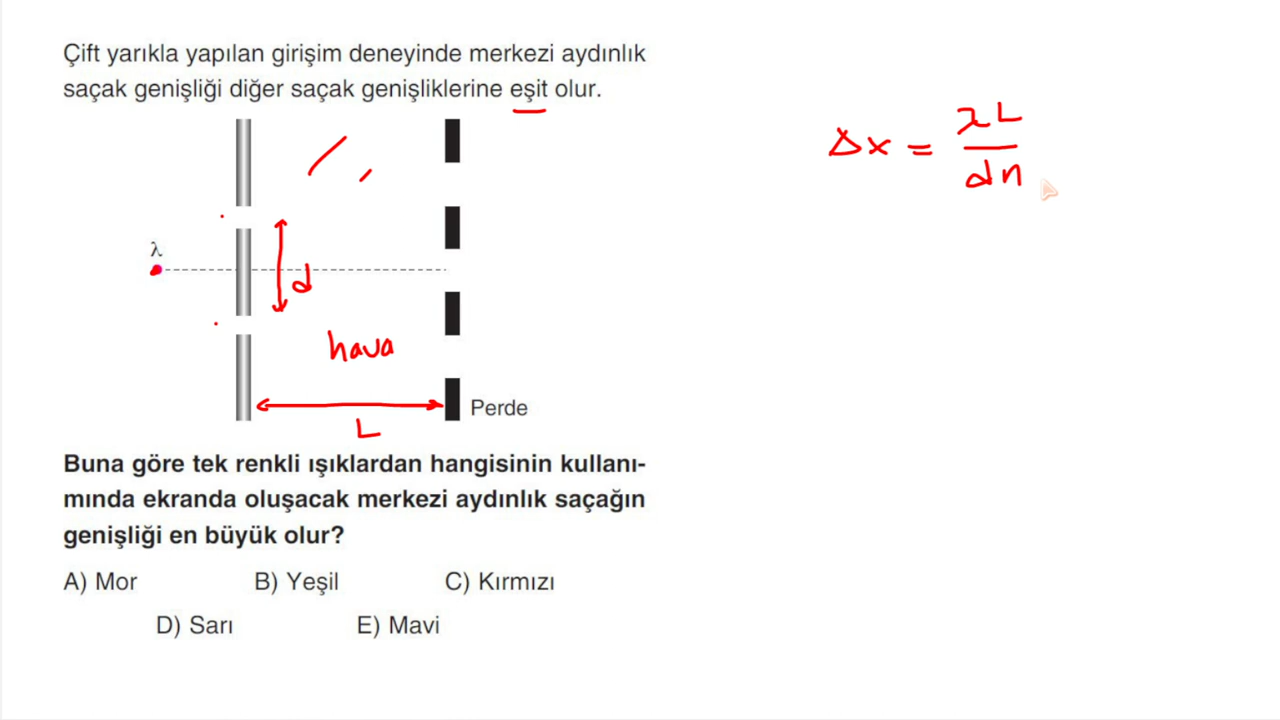 Çift yarıkla yapılan girişim deneyinde merkezi aydınlık
saçak genişliği diğer saçak genişliklerine eşit olur.
Δx = λL / dn
λ
d
hava
L
Perde
Buna göre tek renkli ışıklardan hangisinin kullanı-
mında ekranda oluşacak merkezi aydınlık saçağın
genişliği en büyük olur?
A) Mor B) Yeşil C) Kırmızı
D) Sarı E) Mavi